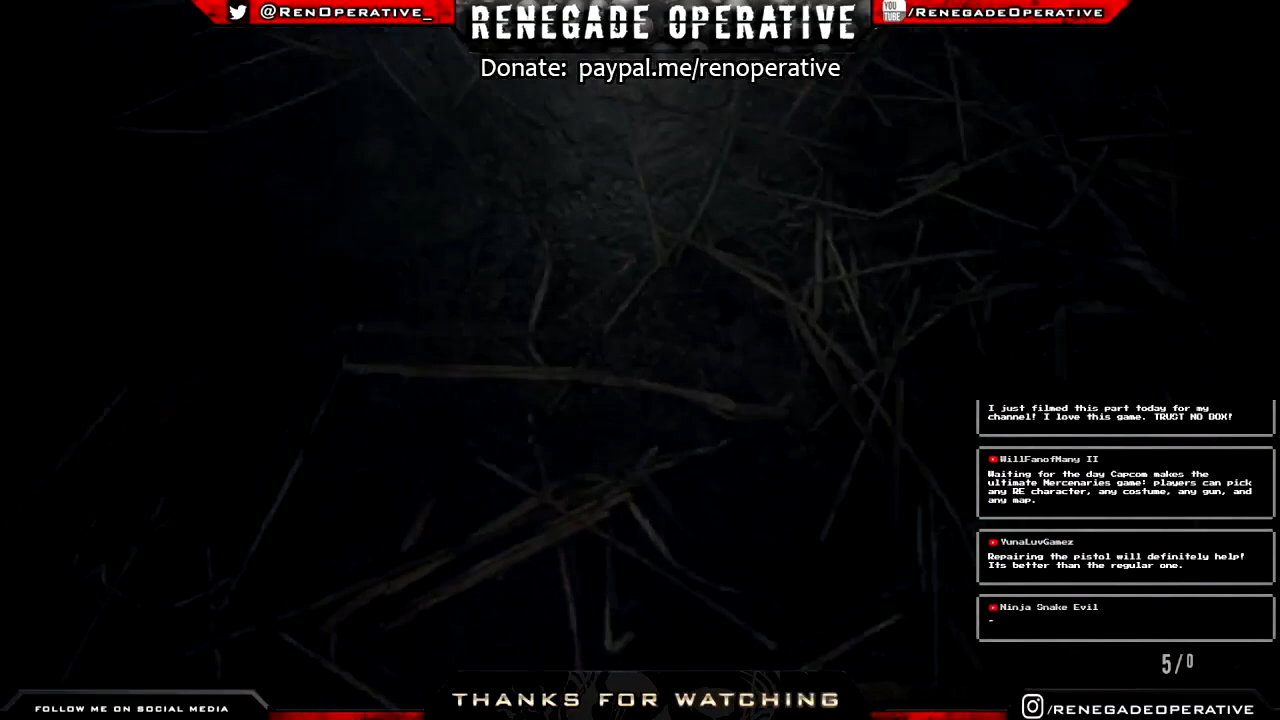 @RenOperative_
RENEGADE OPERATIVE
YOU TUBE /RenegadeOperative
Donate: paypal.me/renoperative
I just filmed this part today for my
channel! I love this game. TRUST NO BOX!
WillFanofMany II
Waiting for the day Capcom makes the
ultimate Mercenaries game: players can pick
any RE character, any costume, any gun, and
any map.
YunaLuvGamez
Repairing the pistol will definitely help!
Its better than the regular one.
Ninja Snake Evil
-
5/0
FOLLOW ME ON SOCIAL MEDIA
THANKS FOR WATCHING
/RENEGADEOPERATIVE